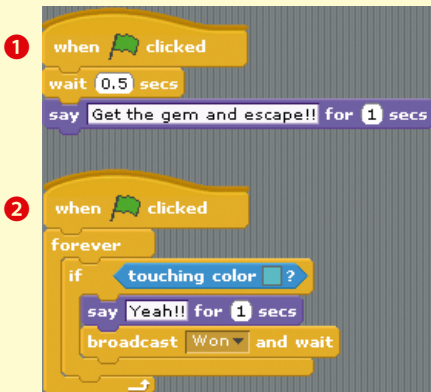 1
when clicked
wait 0.5 secs
say Get the gem and escape!! for 1 secs
2
when clicked
forever
if touching color ?
say Yeah!! for 1 secs
broadcast Won and wait